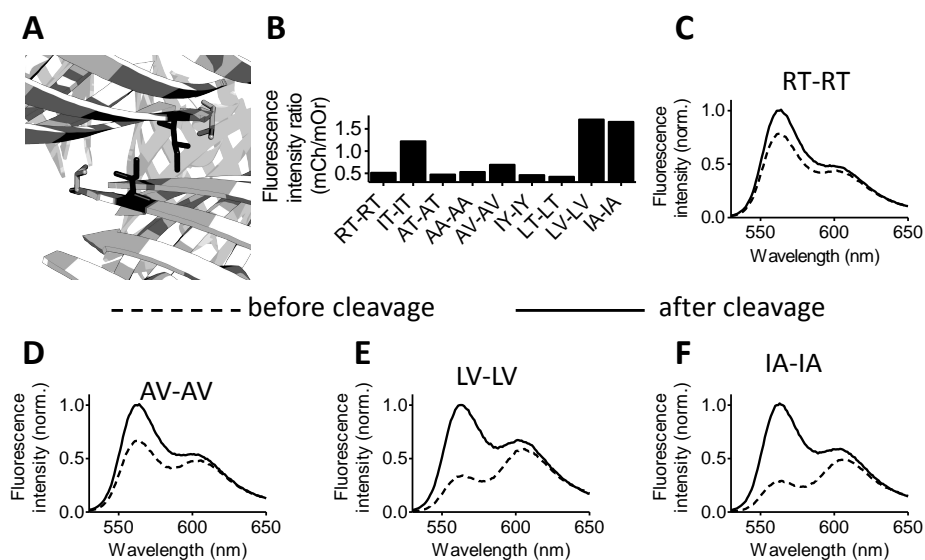 A
B
Fluorescence
intensity ratio
(mCh/mOr)
1.5
1.0
0.5
RT-RT
IT-IT
AT-AT
AA-AA
AV-AV
IY-IY
LT-LT
LV-LV
IA-IA
C
RT-RT
Fluorescence
intensity (norm.)
1.0
0.5
0.0
550 600 650
Wavelength (nm)
before cleavage
after cleavage
D
AV-AV
Fluorescence
intensity (norm.)
1.0
0.5
0.0
550 600 650
Wavelength (nm)
E
LV-LV
Fluorescence
intensity (norm.)
1.0
0.5
0.0
550 600 650
Wavelength (nm)
F
IA-IA
Fluorescence
intensity (norm.)
1.0
0.5
0.0
550 600 650
Wavelength (nm)